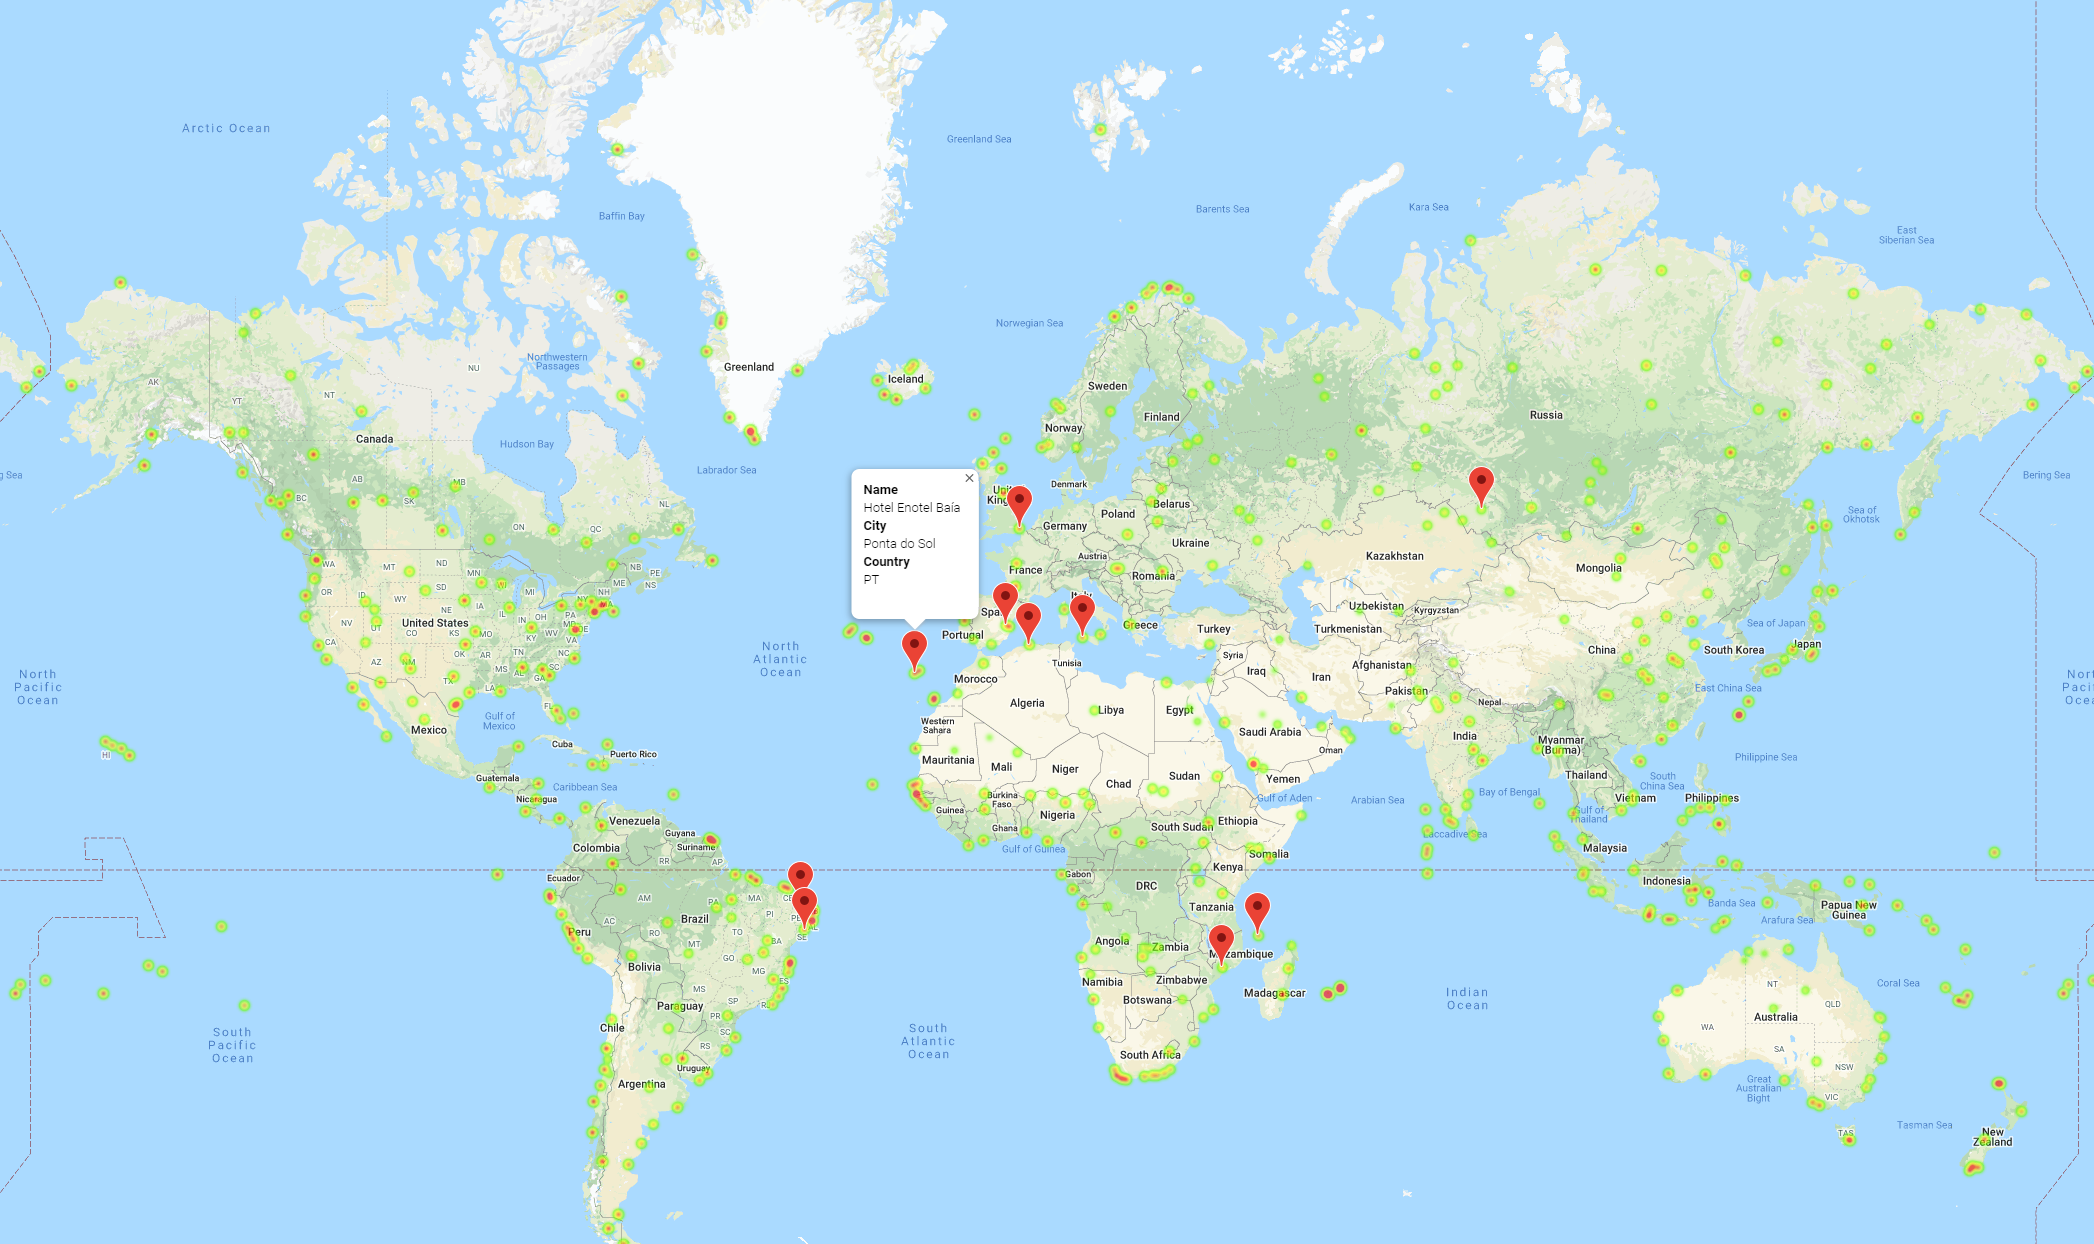 Arctic Ocean
Greenland Sea
Baffin Bay
Barents Sea
Kara Sea
East
Siberian Sea
Norwegian Sea
Northwestern
Passages
NU
Greenland
Iceland
Sweden
AK
YT
NT
Finland
Russia
Norway
Canada
Hudson Bay
Labrador Sea
Bering Sea
g Sea
Denmark
Name
Hotel Enotel Baía
City
Ponta do Sol
Country
PT
AB
SK
MB
BC
ON
QC
NL
Belarus
Poland
Germany
Ukraine
Sea of
Okhotsk
Kazakhstan
Austria
France
Romania
Mongolia
WA
MT
ND
MN
NB
PE
NS
ME
OR
ID
WY
SD
NE
IA
IL
IN
OH
NV
UT
CO
KS
MO
KY
WV
VA
DE
United States
AZ
NM
OK
AR
TN
NC
SC
MS
AL
GA
TX
LA
FL
Portugal
Greece
Turkey
Uzbekistan
Kyrgyzstan
Turkmenistan
Sea of Japan
Japan
South Korea
China
North
Atlantic
Ocean
Tunisia
Morocco
Syria
Iraq
Iran
Afghanistan
Pakistan
East China Sea
North
Pacific
Ocean
Gulf of
Mexico
Mexico
Algeria
Libya
Egypt
Western
Sahara
Nepal
India
Saudi Arabia
Oman
Myanmar
(Burma)
Philippine Sea
HI
Cuba
Puerto Rico
Mauritania
Mali
Niger
Chad
Sudan
Yemen
Thailand
South
China Sea
Guatemala
Caribbean Sea
Nicaragua
Burkina
Faso
Guinea
Nigeria
Ghana
Gulf of Aden
Arabian Sea
Bay of Bengal
Vietnam
Philippines
Gulf of
Thailand
Venezuela
Guyana
Suriname
Colombia
South Sudan
Ethiopia
Laccadive Sea
Gulf of Guinea
Somalia
Malaysia
RR
AP
Ecuador
Gabon
Kenya
DRC
Indonesia
AM
PA
MA
PI
Tanzania
Banda Sea
Papua New
Guinea
Arafura Sea
AC
Brazil
TO
SE
Peru
RO
MT
BA
Angola
Zambia
Mozambique
Bolivia
GO
MG
ES
Namibia
Zimbabwe
Coral Sea
MS
SP
Botswana
Madagascar
Indian
Ocean
NT
QLD
Paraguay
PR
SC
Australia
WA
Chile
South
Pacific
Ocean
South
Atlantic
Ocean
RS
Uruguay
South Africa
SA
NSW
Argentina
Great
Australian
Bight
VIC
Tasman Sea
TAS
New
Zealand